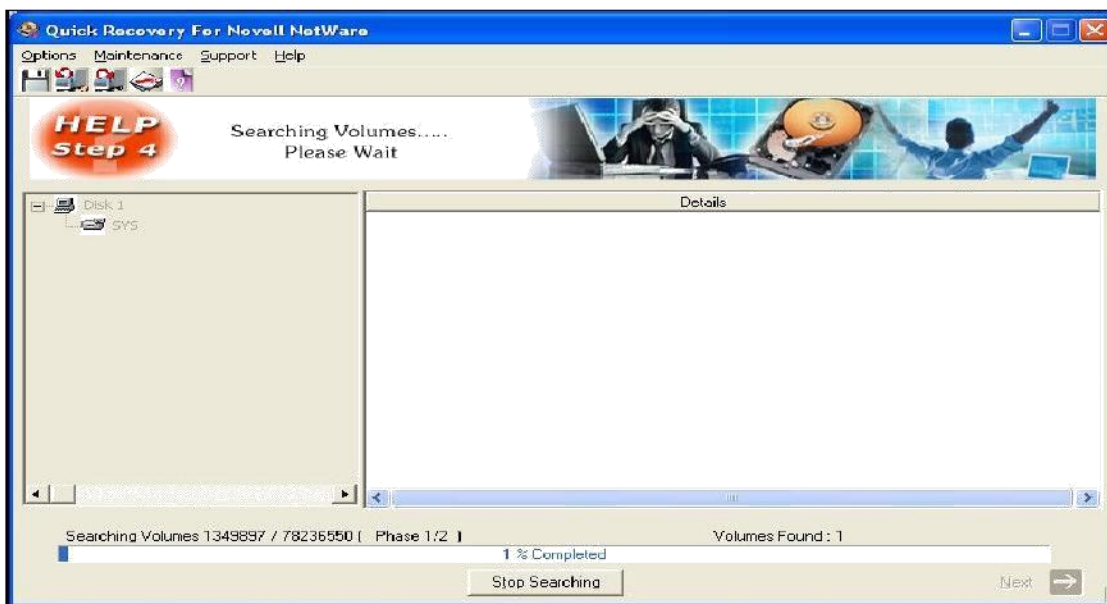 Quick Recovery For Novell NetWare
Options Maintenance Support Help
HELP
Step 4
Searching Volumes.....
Please Wait
Disk 1
SYS
Details
Searching Volumes 1349897 / 78236550 ( Phase 1/2 )
Volumes Found : 1
1 % Completed
Stop Searching
Next